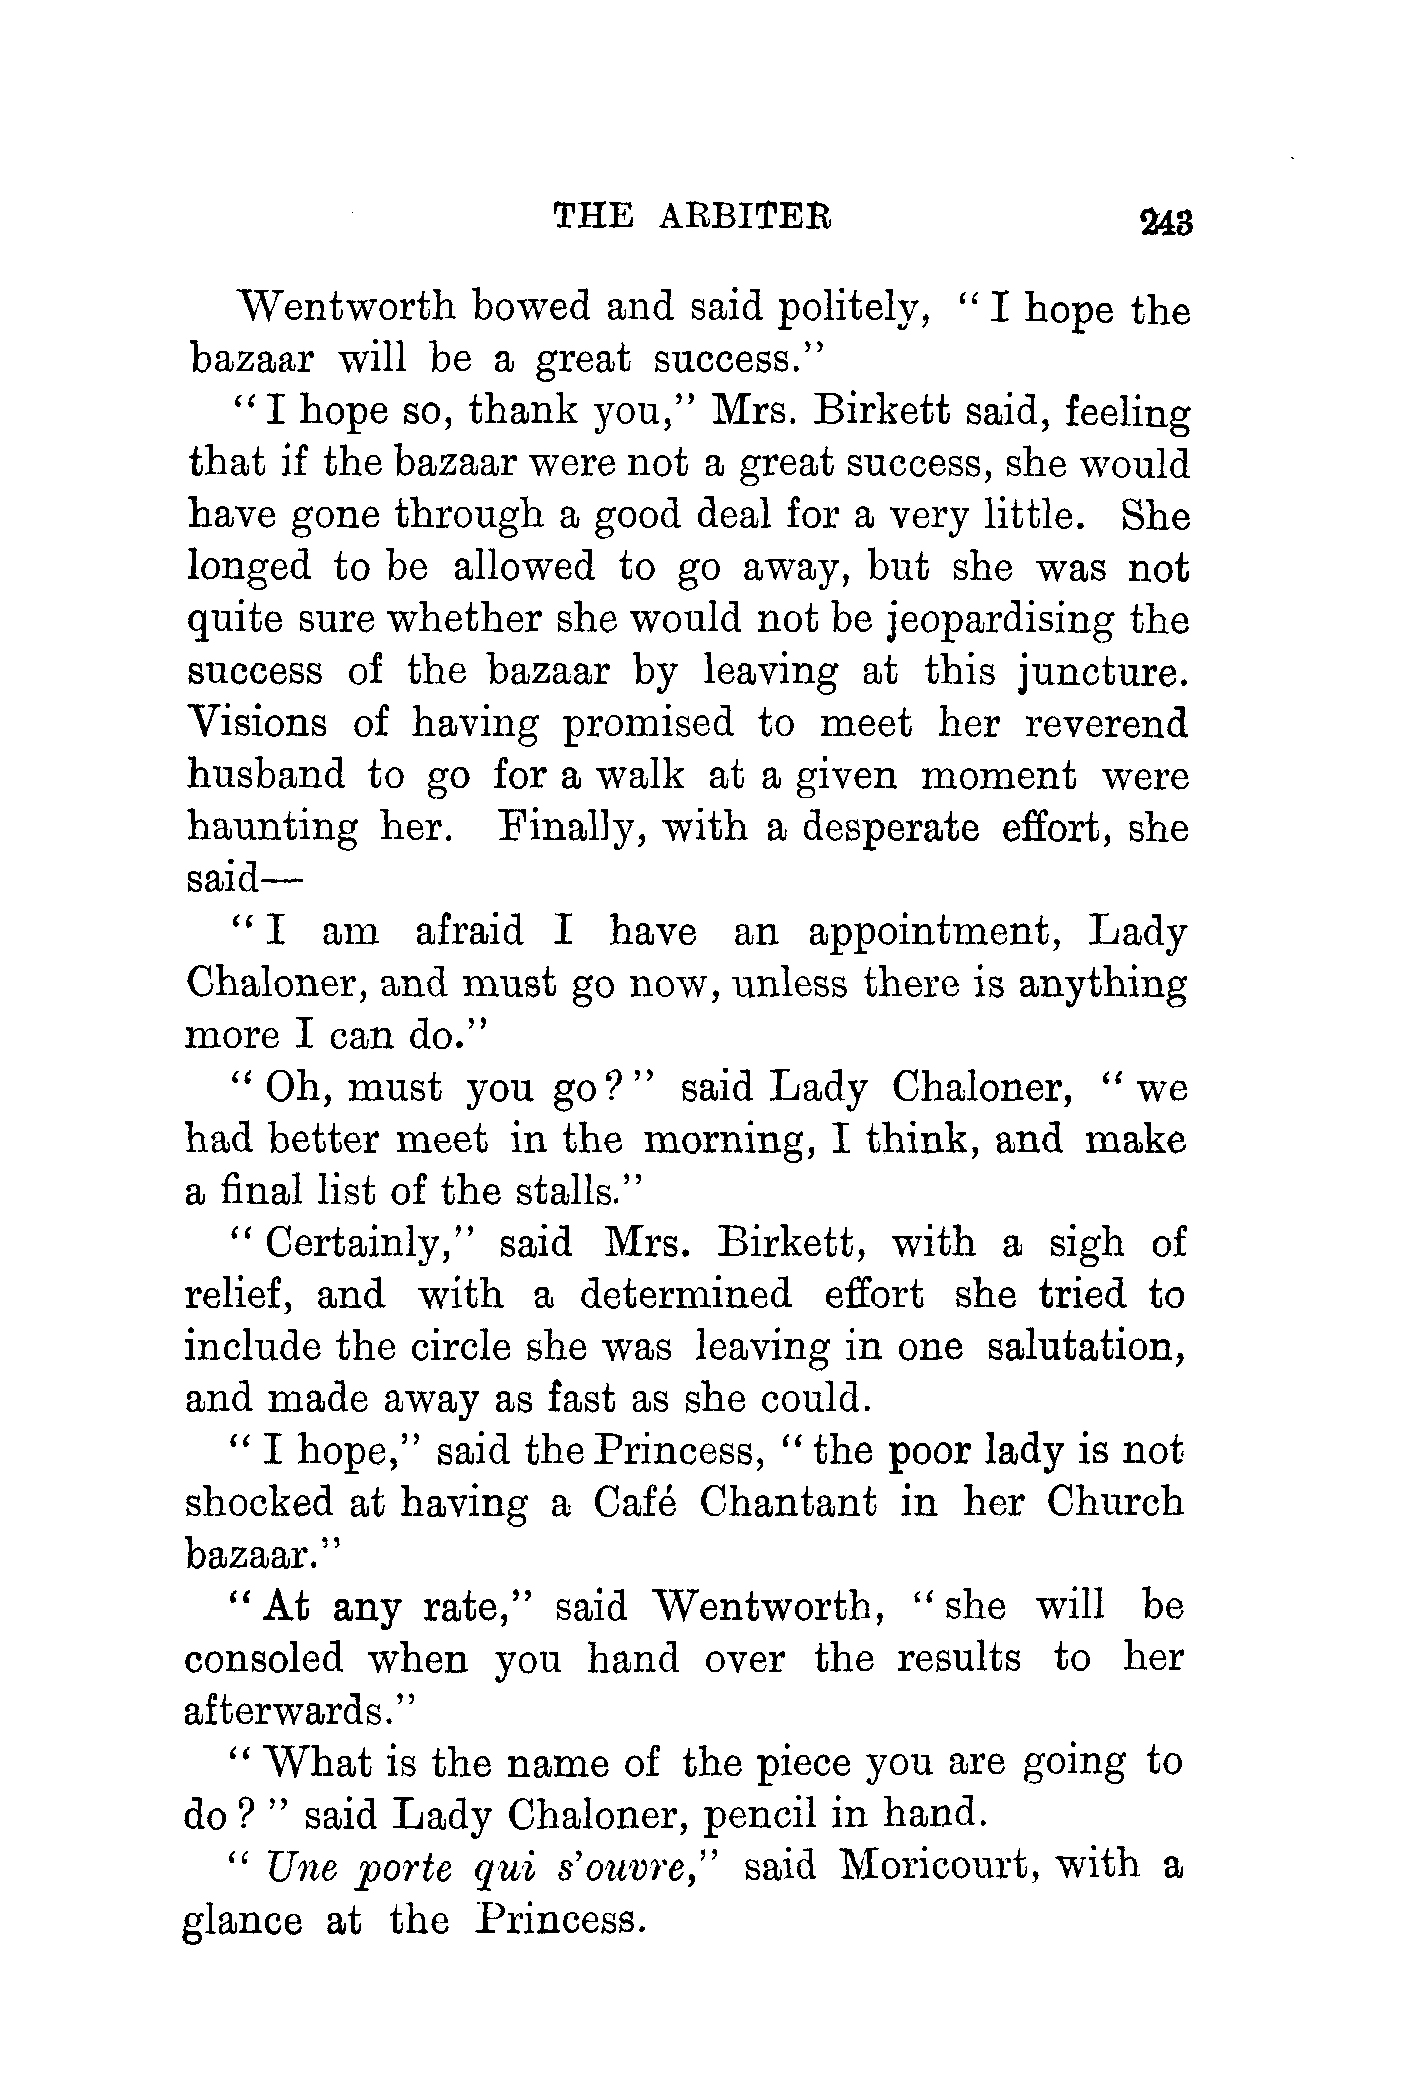 THE ARBITER 243
Wentworth bowed and said politely, “ I hope the
bazaar will be a great success.”
“ I hope so, thank you,” Mrs. Birkett said, feeling
that if the bazaar were not a great success, she would
have gone through a good deal for a very little. She
longed to be allowed to go away, but she was not
quite sure whether she would not be jeopardising the
success of the bazaar by leaving at this juncture.
Visions of having promised to meet her reverend
husband to go for a walk at a given moment were
haunting her. Finally, with a desperate effort, she
said—
“ I am afraid I have an appointment, Lady
Chaloner, and must go now, unless there is anything
more I can do.”
“ Oh, must you go ? ” said Lady Chaloner, “ we
had better meet in the morning, I think, and make
a final list of the stalls.”
“ Certainly,” said Mrs. Birkett, with a sigh of
relief, and with a determined effort she tried to
include the circle she was leaving in one salutation,
and made away as fast as she could.
“ I hope,” said the Princess, “ the poor lady is not
shocked at having a Café Chantant in her Church
bazaar.”
“ At any rate,” said Wentworth, “ she will be
consoled when you hand over the results to her
afterwards.”
“ What is the name of the piece you are going to
do ? ” said Lady Chaloner, pencil in hand.
“ Une porte qui s’ouvre,” said Moricourt, with a
glance at the Princess.